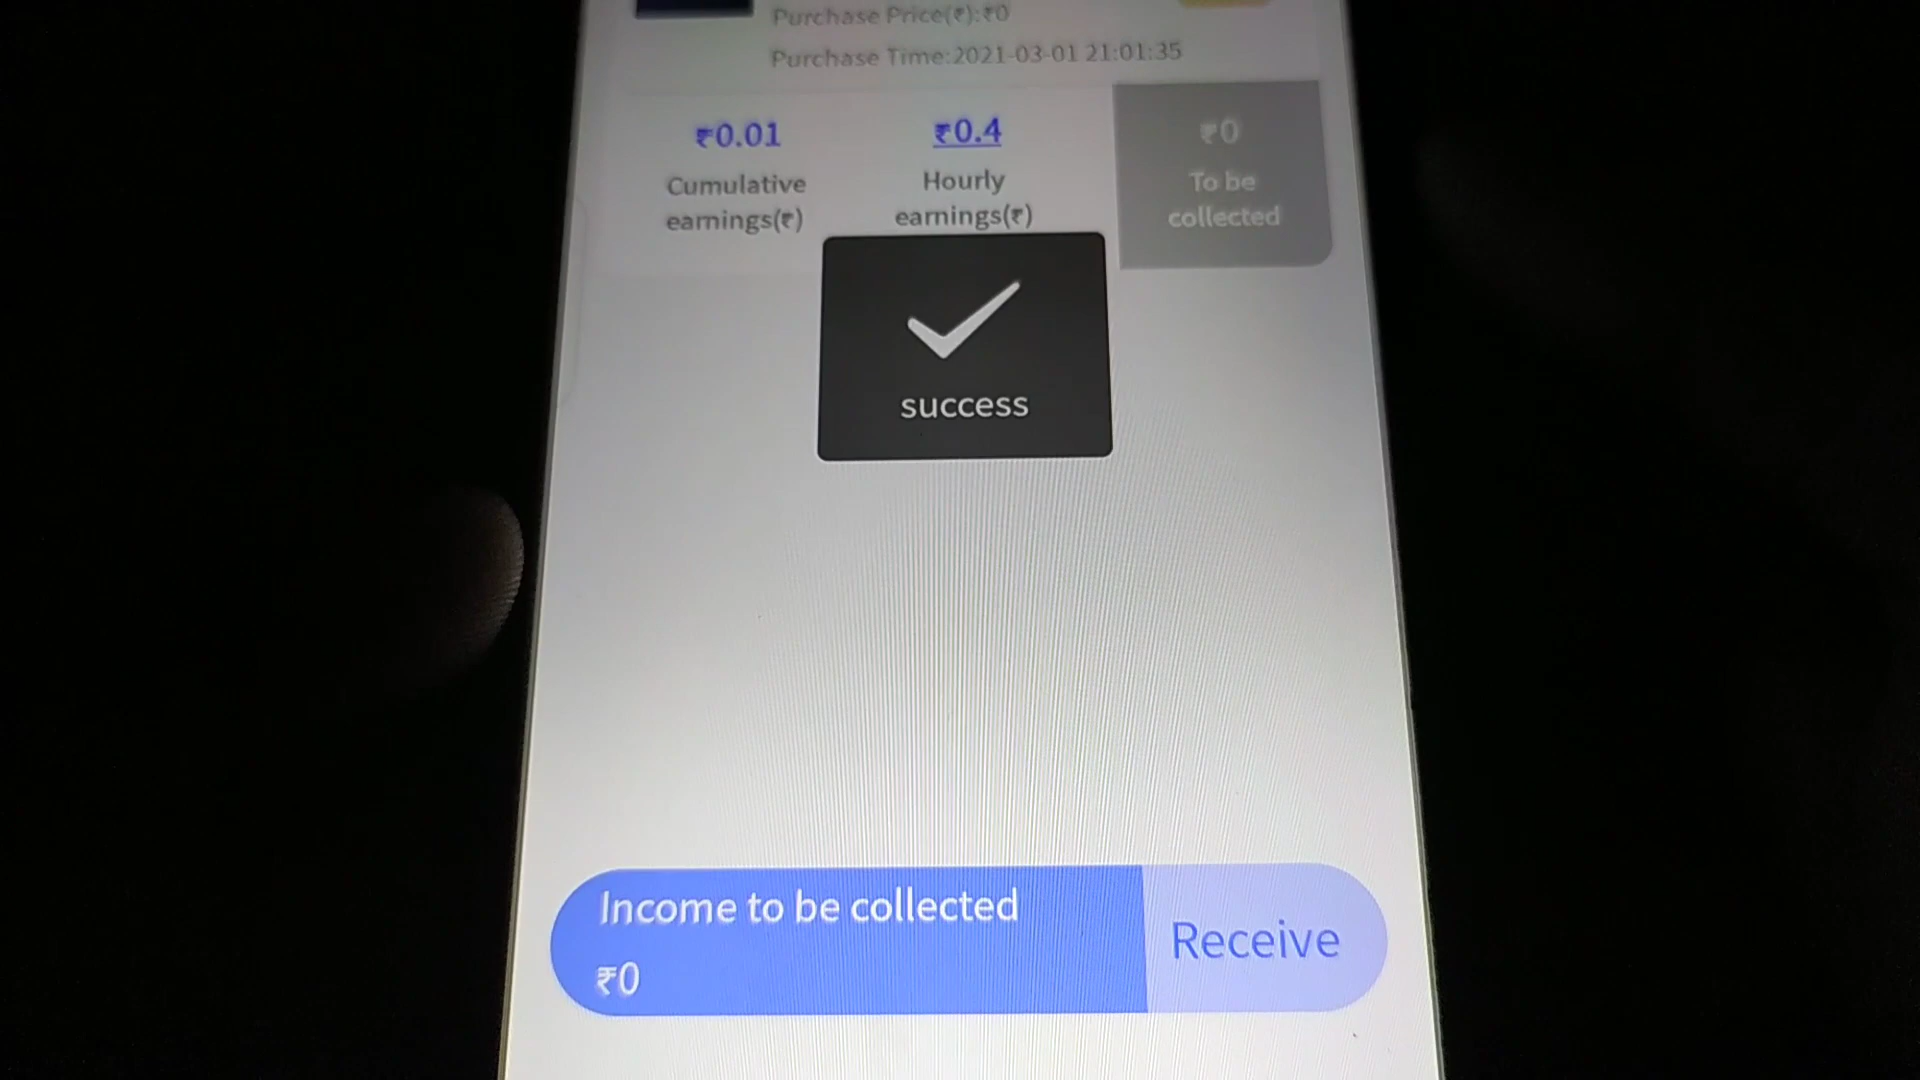 Purchase Price(₹):₹0
Purchase Time:2021-03-01 21:01:35
₹0.01
Cumulative
earnings(₹)
₹0.4
Hourly
earnings(₹)
₹0
To be
collected
success
Income to be collected
₹0
Receive